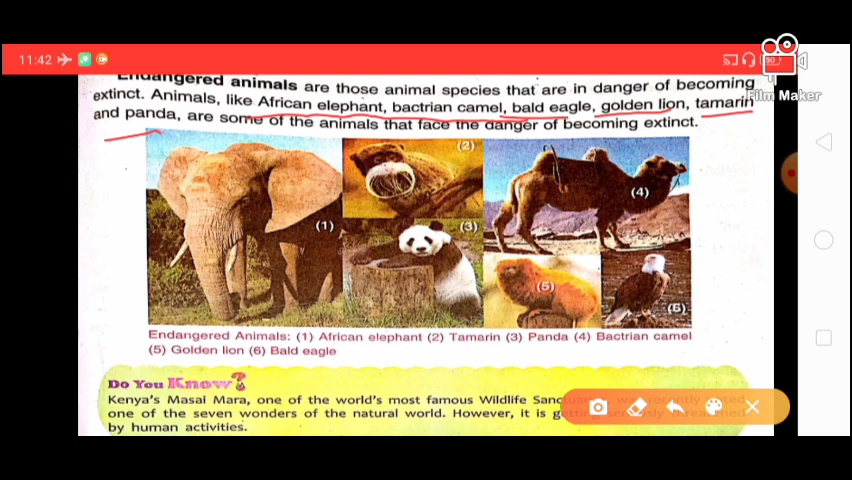 11:42
50
Film Maker
Endangered animals are those animal species that are in danger of becoming
extinct. Animals, like African elephant, bactrian camel, bald eagle, golden lion, tamarin
and panda, are some of the animals that face the danger of becoming extinct.
(1)
(2)
(3)
(4)
(5)
(5)
Endangered Animals: (1) African elephant (2) Tamarin (3) Panda (4) Bactrian camel
(5) Golden lion (6) Bald eagle
Do You Know?
Kenya's Masai Mara, one of the world's most famous Wildlife
one of the seven wonders of the natural world. However, it is
by human activities.